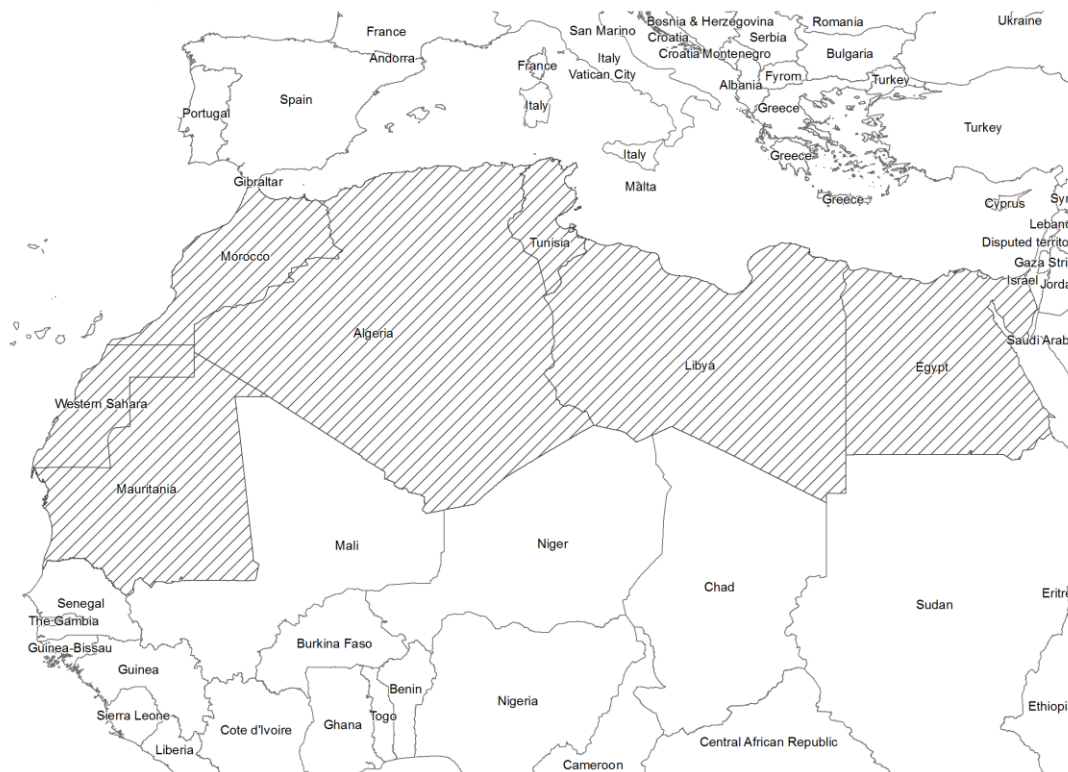 Bosnia & Herzegovina
Romania
Ukraine
France
San Marino
Croatia
Serbia
Andorra
Italy
Croatia
Montenegro
Bulgaria
France
Vatican City
Albania
Fyrom
Turkey
Portugal
Spain
Italy
Greece
Turkey
Italy
Greece
Gibraltar
Malta
Greece
Cyprus
Syr
Leban
Disputed territo
Tunisia
Morocco
Gaza Stri
Israel
Jorda
Algeria
Saudi Arab
Libya
Egypt
Western Sahara
Mauritania
Mali
Niger
Chad
Senegal
Sudan
Eritre
The Gambia
Guinea-Bissau
Burkina Faso
Guinea
Benin
Nigeria
Ethiopi
Sierra Leone
Cote d'Ivoire
Ghana
Togo
Liberia
Central African Republic
Cameroon